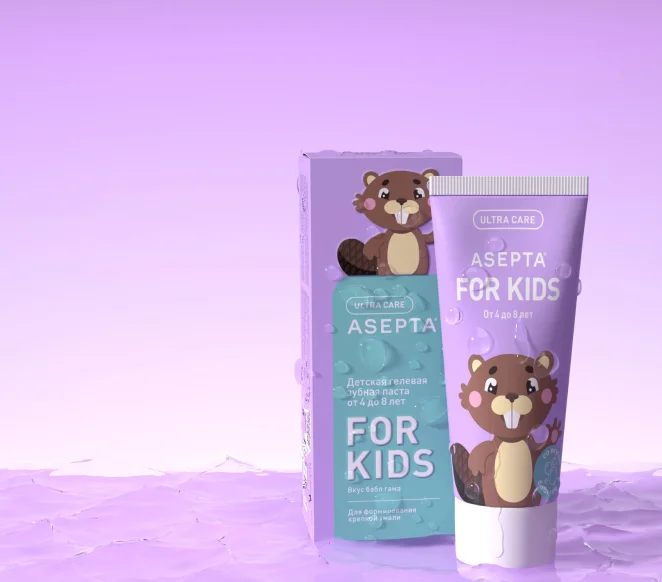 ULTRA CARE
ASEPTA
Детская гелевая
зубная паста
от 4 до 8 лет
FOR
KIDS
Вкус бабл гама
Для формирования
крепкой эмали
ULTRA CARE
ASEPTA
FOR KIDS
От 4 до 8 лет